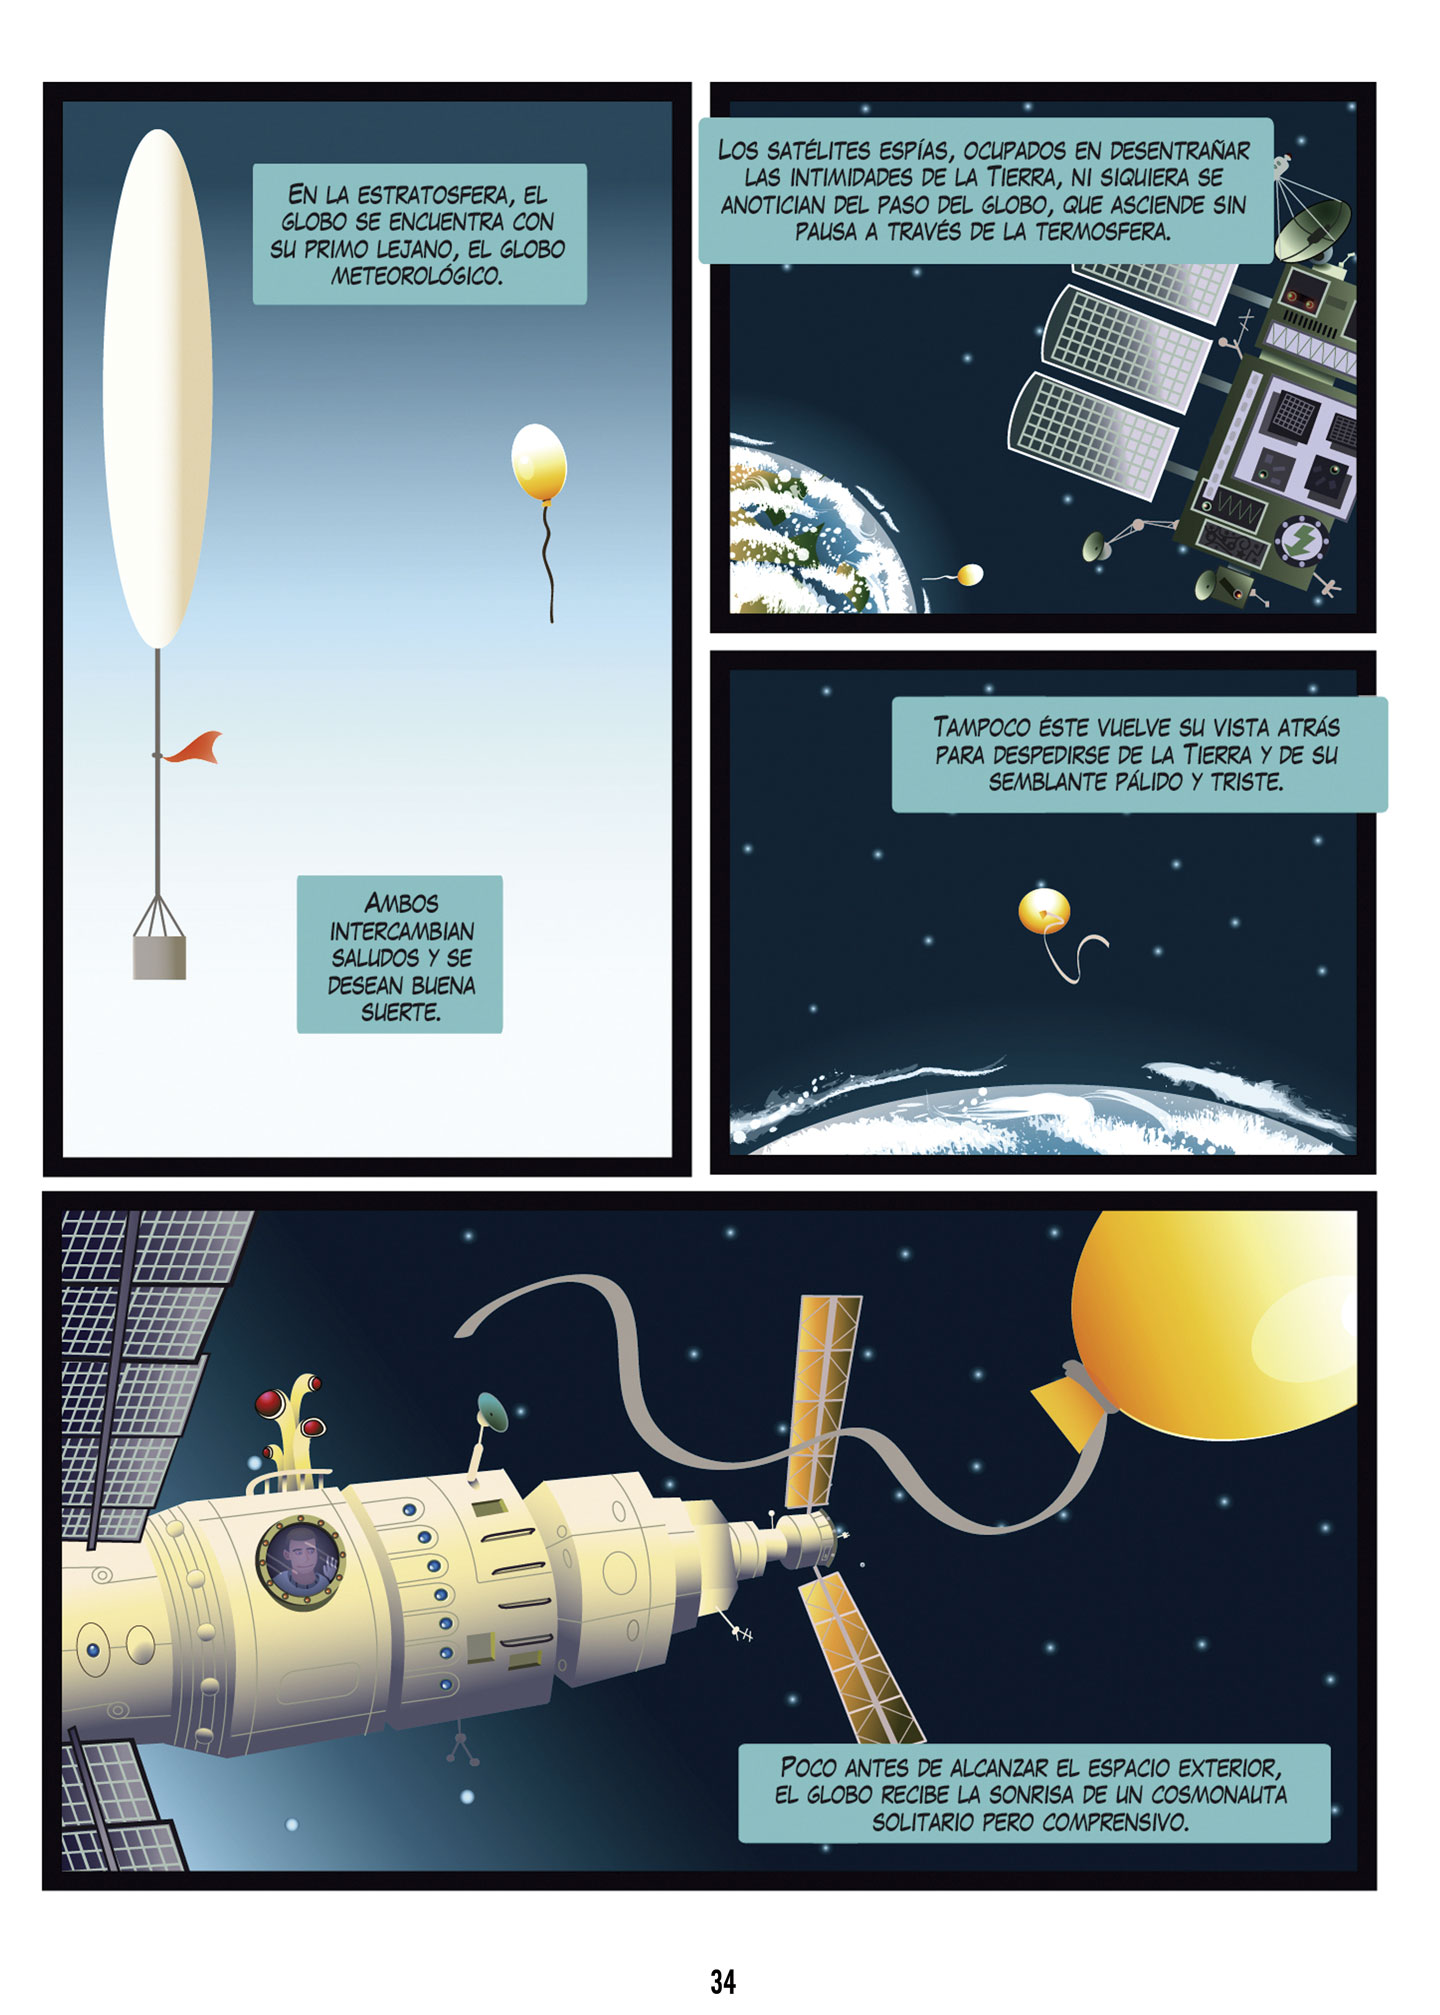 EN LA ESTRATOSFERA, EL
GLOBO SE ENCUENTRA CON
SU PRIMO LEJANO, EL GLOBO
METEOROLÓGICO.
AMBOS
INTERCAMBIAN
SALUDOS Y SE
DESEAN BUENA
SUERTE.
LOS SATÉLITES ESPÍAS, OCUPADOS EN DESENTRAÑAR
LAS INTIMIDADES DE LA TIERRA, NI SIQUIERA SE
ANOTICIAN DEL PASO DEL GLOBO, QUE ASCIENDE SIN
PAUSA A TRAVÉS DE LA TERMOSFERA.
TAMPOCO ÉSTE VUELVE SU VISTA ATRÁS
PARA DESPEDIRSE DE LA TIERRA Y DE SU
SEMBLANTE PÁLIDO Y TRISTE.
POCO ANTES DE ALCANZAR EL ESPACIO EXTERIOR,
EL GLOBO RECIBE LA SONRISA DE UN COSMONAUTA
SOLITARIO PERO COMPRENSIVO.
34